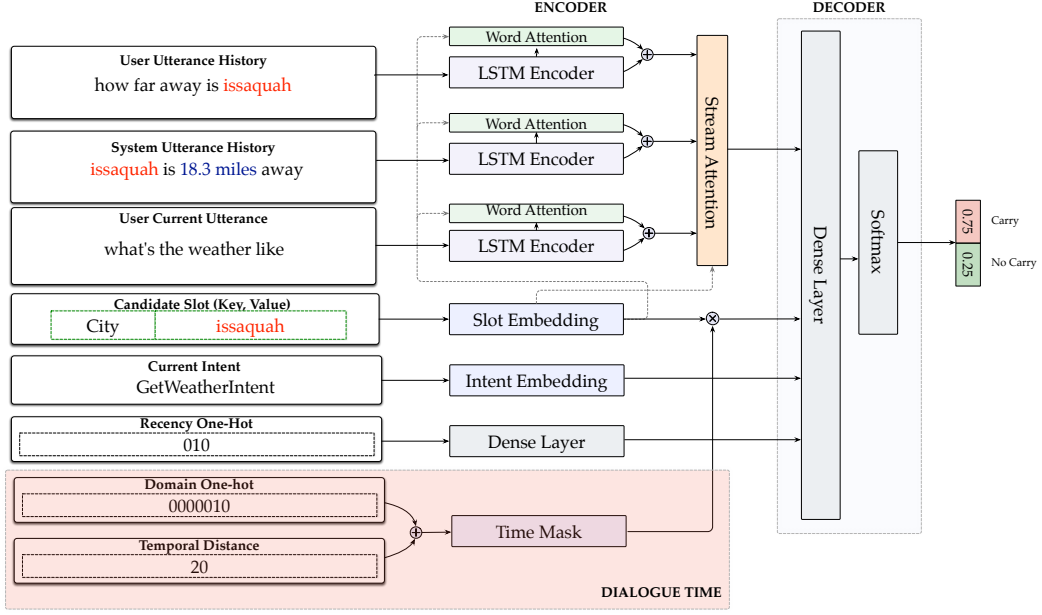 ENCODER
DECODER
User Utterance History
how far away is issaquah
Word Attention
LSTM Encoder
System Utterance History
issaquah is 18.3 miles away
Word Attention
LSTM Encoder
User Current Utterance
what's the weather like
Word Attention
LSTM Encoder
Stream Attention
Candidate Slot (Key, Value)
City issaquah
Slot Embedding
Current Intent
GetWeatherIntent
Intent Embedding
Recency One-Hot
010
Dense Layer
Domain One-hot
0000010
Temporal Distance
20
Time Mask
DIALOGUE TIME
Dense Layer
Softmax
0.75 Carry
0.25 No Carry